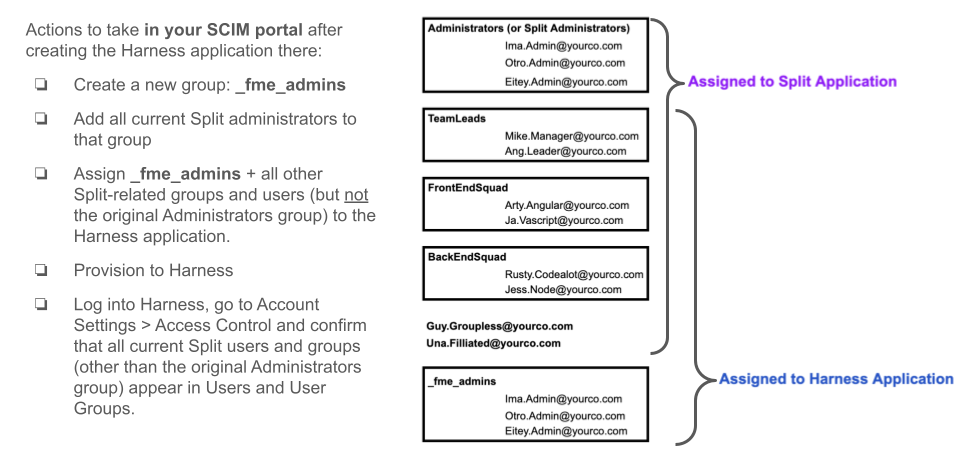 Actions to take in your SCIM portal after
creating the Harness application there:
❏ Create a new group: _fme_admins
❏ Add all current Split administrators to
that group
❏ Assign _fme_admins + all other
Split-related groups and users (but not
the original Administrators group) to the
Harness application.
❏ Provision to Harness
❏ Log into Harness, go to Account
Settings > Access Control and confirm
that all current Split users and groups
(other than the original Administrators
group) appear in Users and User
Groups.
Administrators (or Split Administrators)
Ima.Admin@yourco.com
Otro.Admin@yourco.com
Eitey.Admin@yourco.com
Assigned to Split Application
TeamLeads
Mike.Manager@yourco.com
Ang.Leader@yourco.com
FrontEndSquad
Arty.Angular@yourco.com
Ja.Vascript@yourco.com
BackEndSquad
Rusty.Codealot@yourco.com
Jess.Node@yourco.com
Guy.Groupless@yourco.com
Una.Filliated@yourco.com
_fme_admins
Ima.Admin@yourco.com
Otro.Admin@yourco.com
Eitey.Admin@yourco.com
Assigned to Harness Application